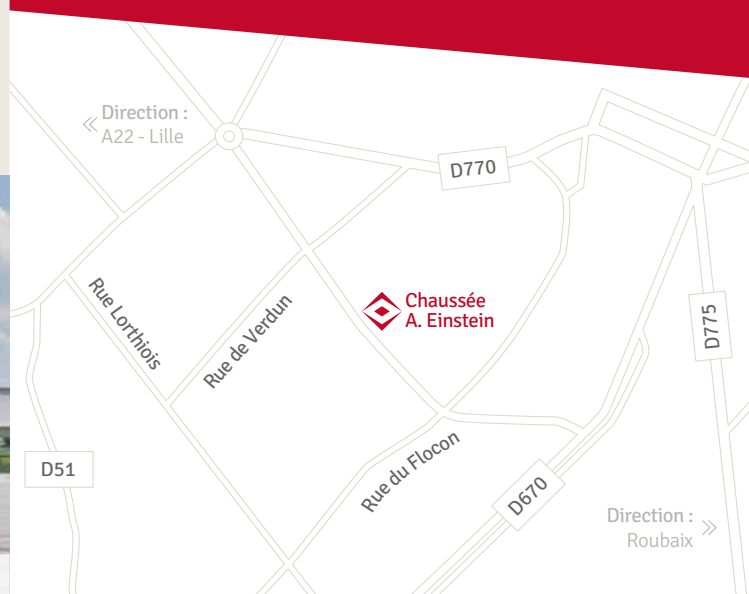 Direction :
A22 - Lille
D770
Rue Lorthiois
Rue de Verdun
Chaussée
A. Einstein
D775
D51
Rue du Flocon
D670
Direction :
Roubaix